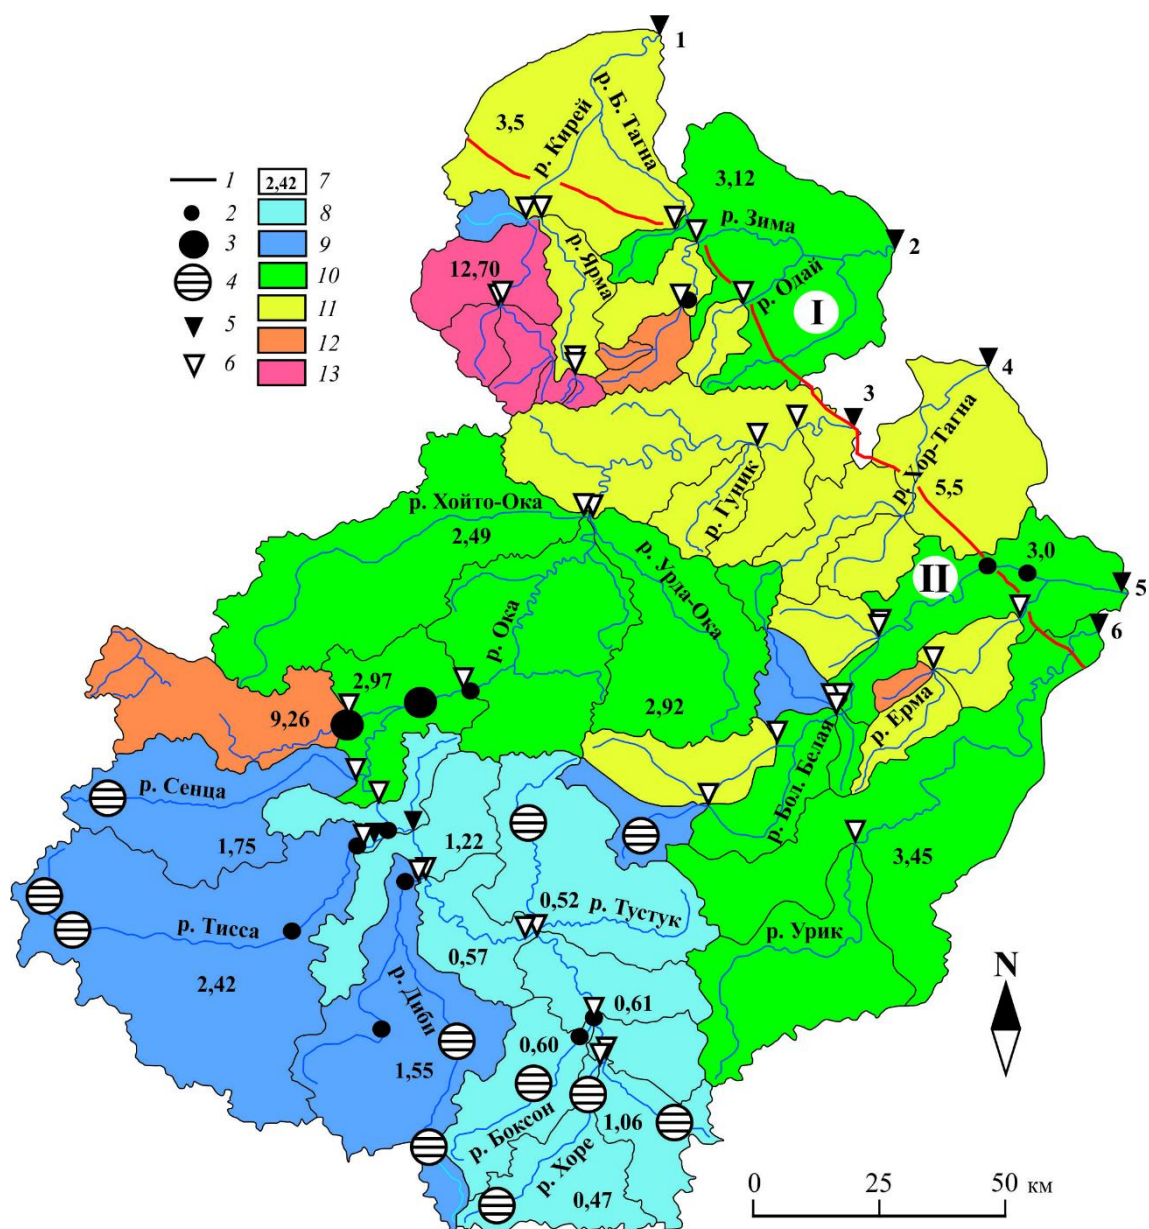 1
р. Кирей
р. Б. Тагна
3,5
3,12
р. Зима
2
р. Ярма
р. Одай
12,70
I
1
2
3
4
5
6
2,42
7
8
9
10
11
12
13
3
4
р. Хор-Тагна
5,5
р. Гуник
р. Хойто-Ока
2,49
р. Урда-Ока
р. Ока
II
3,0
5
6
2,97
9,26
2,92
р. Ерма
р. Бол. Белая
р. Сенца
1,75
1,22
3,45
0,52
р. Тустук
р. Тисса
0,57
р. Урик
2,42
р. Диби
0,61
0,60
1,55
1,06
р. Боксон
р. Хоре
0,47
N
0
25
50
км